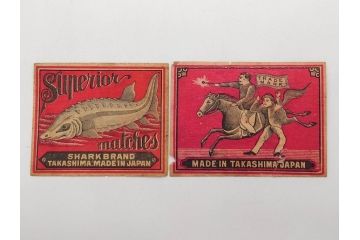 Superior
matches
SHARK BRAND
TAKASHIMA, MADE IN JAPAN
MADE IN TAKASHIMA JAPAN